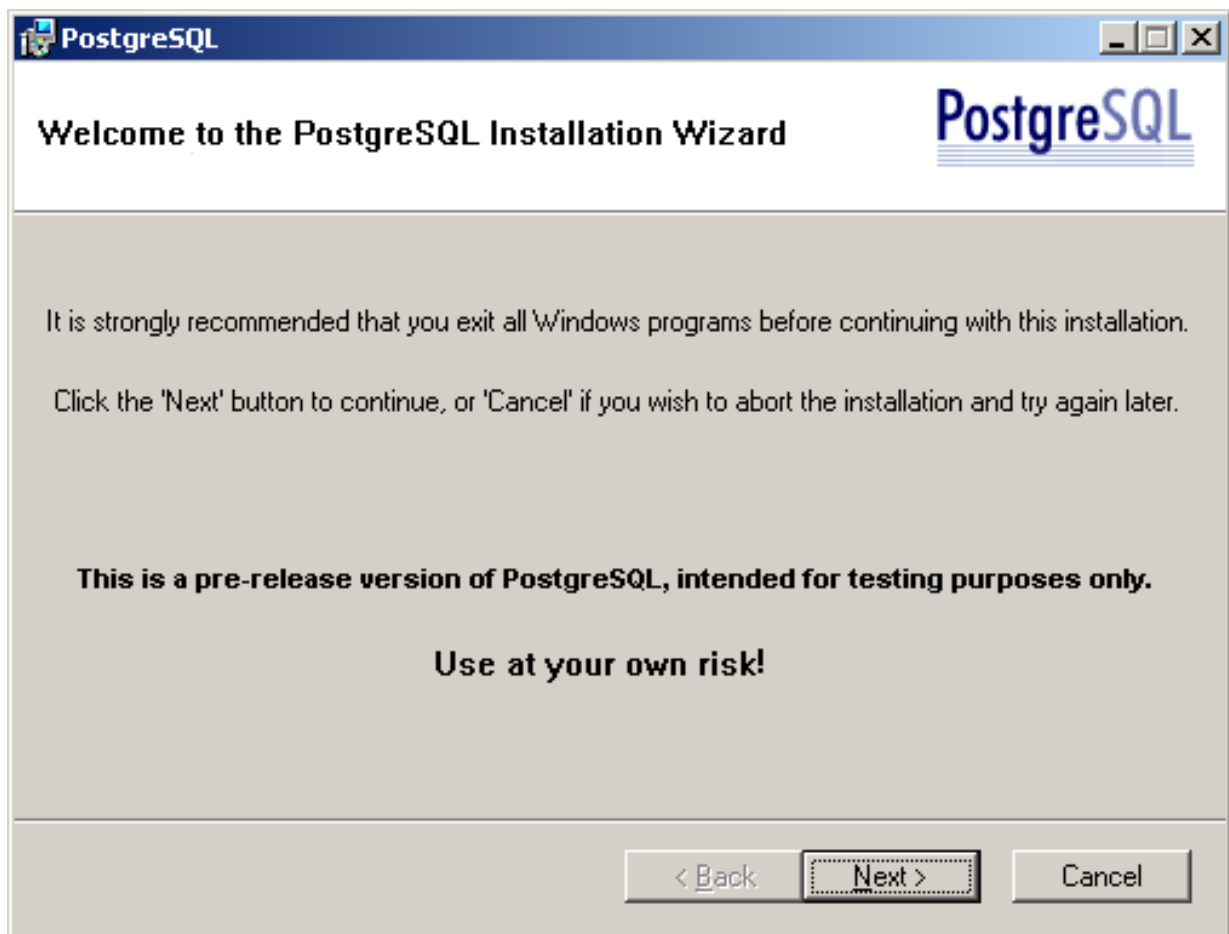 PostgreSQL
Welcome to the PostgreSQL Installation Wizard
PostgreSQL
It is strongly recommended that you exit all Windows programs before continuing with this installation.
Click the 'Next' button to continue, or 'Cancel' if you wish to abort the installation and try again later.
This is a pre-release version of PostgreSQL, intended for testing purposes only.
Use at your own risk!
< Back
Next >
Cancel